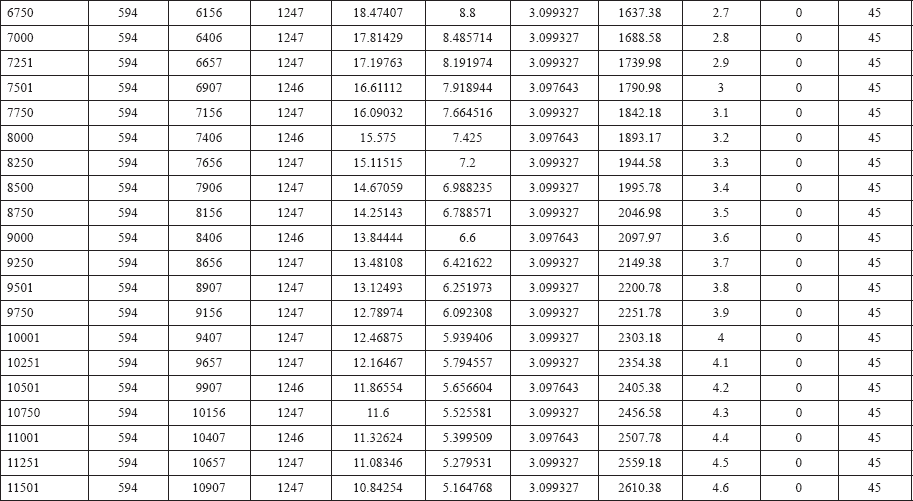 6750 594 6156 1247 18.47407 8.8 3.099327 1637.38 2.7 0 45
7000 594 6406 1247 17.81429 8.485714 3.099327 1688.58 2.8 0 45
7251 594 6657 1247 17.19763 8.191974 3.099327 1739.98 2.9 0 45
7501 594 6907 1246 16.61112 7.918944 3.097643 1790.98 3 0 45
7750 594 7156 1247 16.09032 7.664516 3.099327 1842.18 3.1 0 45
8000 594 7406 1246 15.575 7.425 3.097643 1893.17 3.2 0 45
8250 594 7656 1247 15.11515 7.2 3.099327 1944.58 3.3 0 45
8500 594 7906 1247 14.67059 6.988235 3.099327 1995.78 3.4 0 45
8750 594 8156 1247 14.25143 6.788571 3.099327 2046.98 3.5 0 45
9000 594 8406 1246 13.84444 6.6 3.097643 2097.97 3.6 0 45
9250 594 8656 1247 13.48108 6.421622 3.099327 2149.38 3.7 0 45
9501 594 8907 1247 13.12493 6.251973 3.099327 2200.78 3.8 0 45
9750 594 9156 1247 12.78974 6.092308 3.099327 2251.78 3.9 0 45
10001 594 9407 1247 12.46875 5.939406 3.099327 2303.18 4 0 45
10251 594 9657 1247 12.16467 5.794557 3.099327 2354.38 4.1 0 45
10501 594 9907 1246 11.86554 5.656604 3.097643 2405.38 4.2 0 45
10750 594 10156 1247 11.6 5.525581 3.099327 2456.58 4.3 0 45
11001 594 10407 1246 11.32624 5.399509 3.097643 2507.78 4.4 0 45
11251 594 10657 1247 11.08346 5.279531 3.099327 2559.18 4.5 0 45
11501 594 10907 1247 10.84254 5.164768 3.099327 2610.38 4.6 0 45